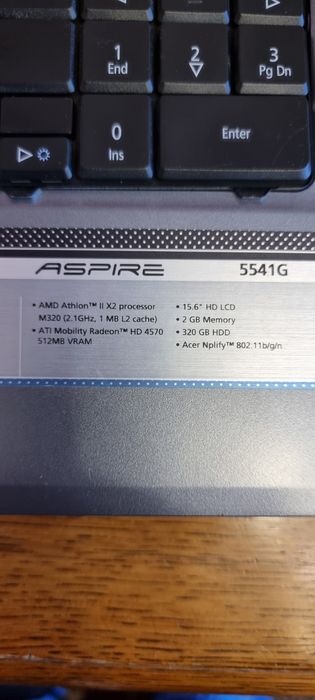 1
End
2
3
Pg Dn
0
Ins
Enter
ASPIRE 5541G
• AMD Athlon™ II X2 processor
M320 (2.1GHz, 1 MB L2 cache)
• ATI Mobility Radeon™ HD 4570
512MB VRAM
• 15.6" HD LCD
• 2 GB Memory
• 320 GB HDD
• Acer Nplify™ 802.11b/g/n